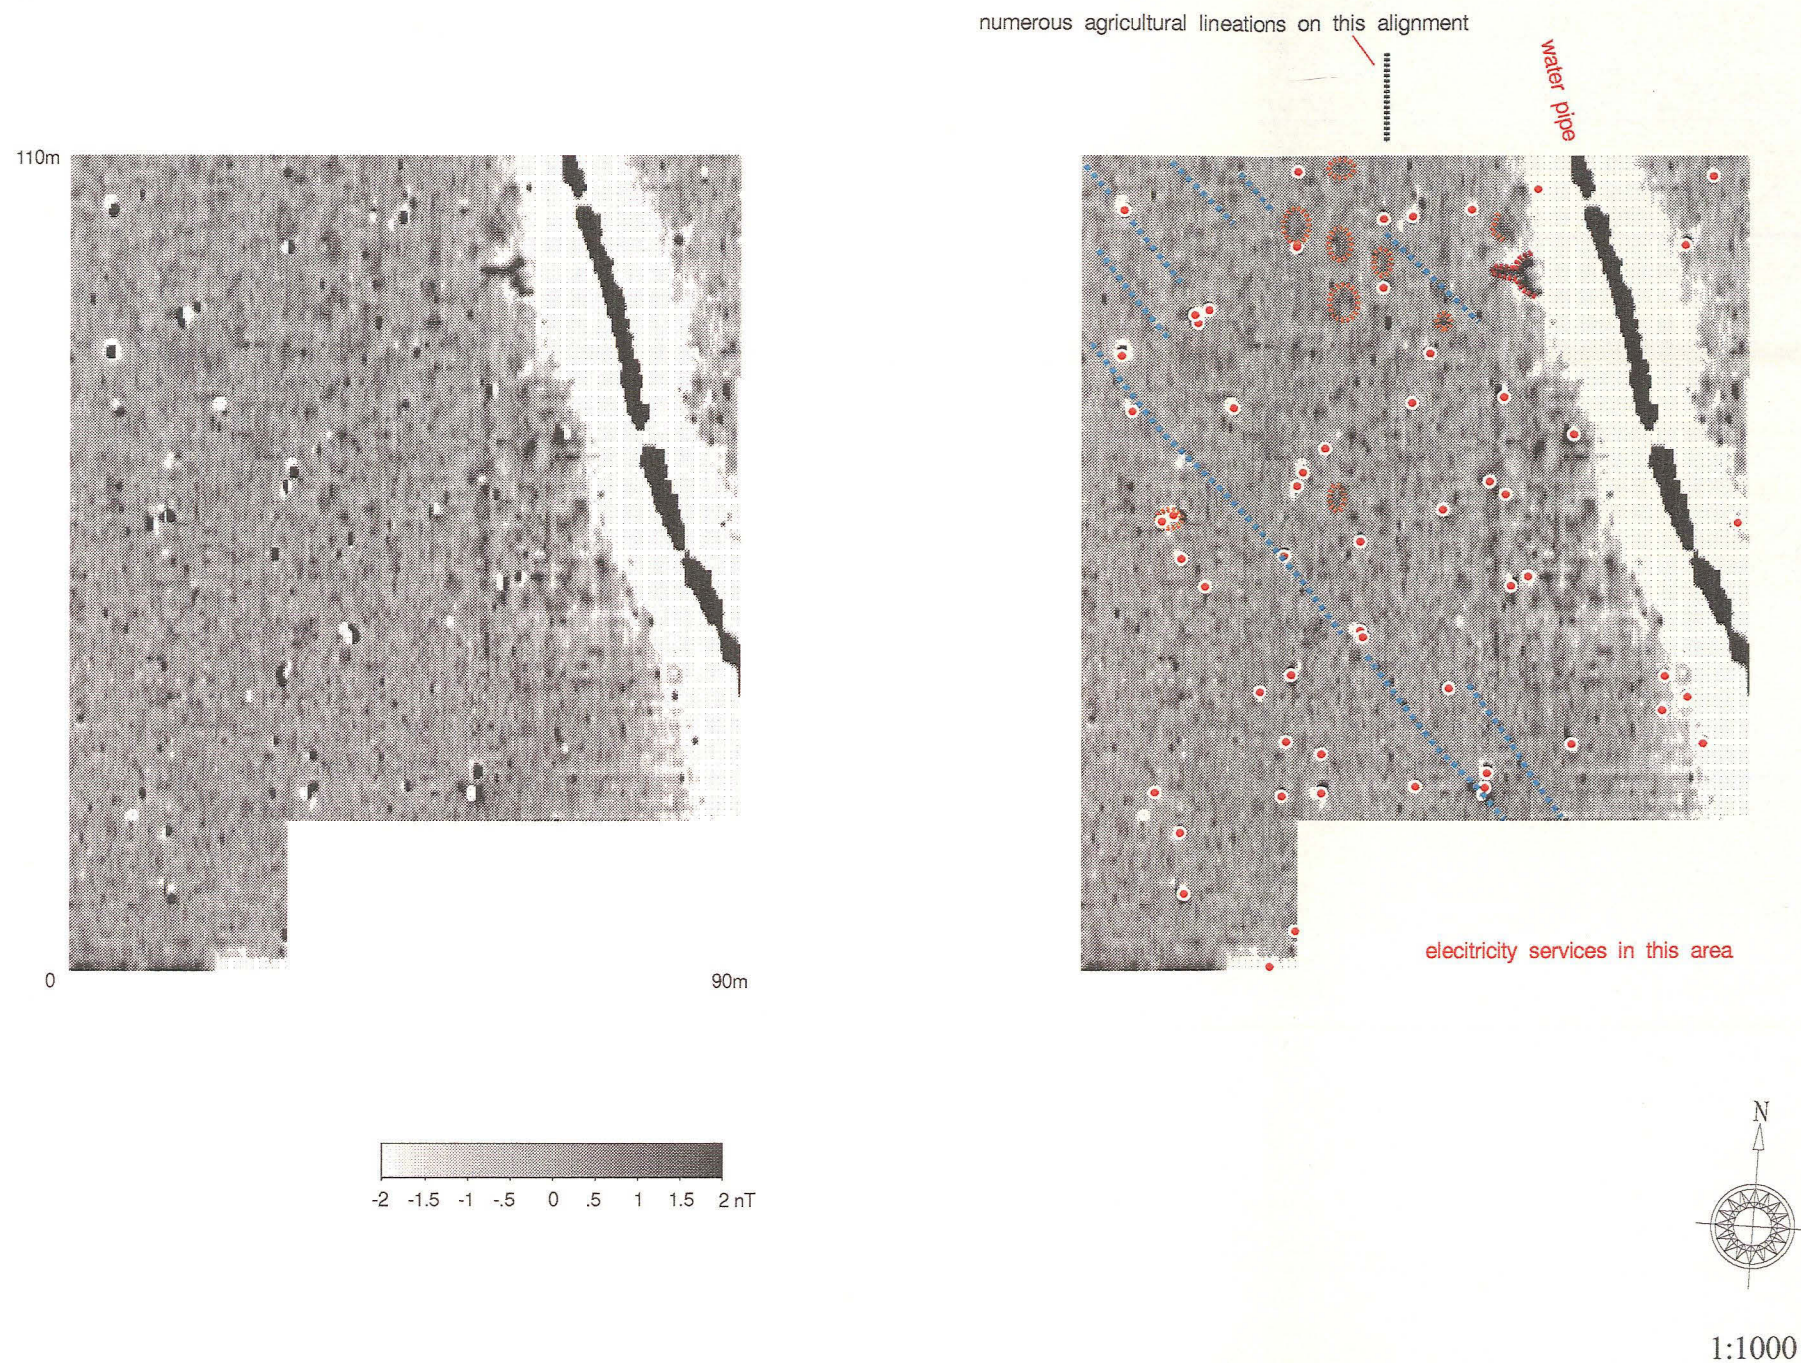 numerous agricultural lineations on this alignment
water pipe
110m
0
90m
elecitricity services in this area
-2 -1.5 -1 -.5 0 .5 1 1.5 2 nT
N
1:1000